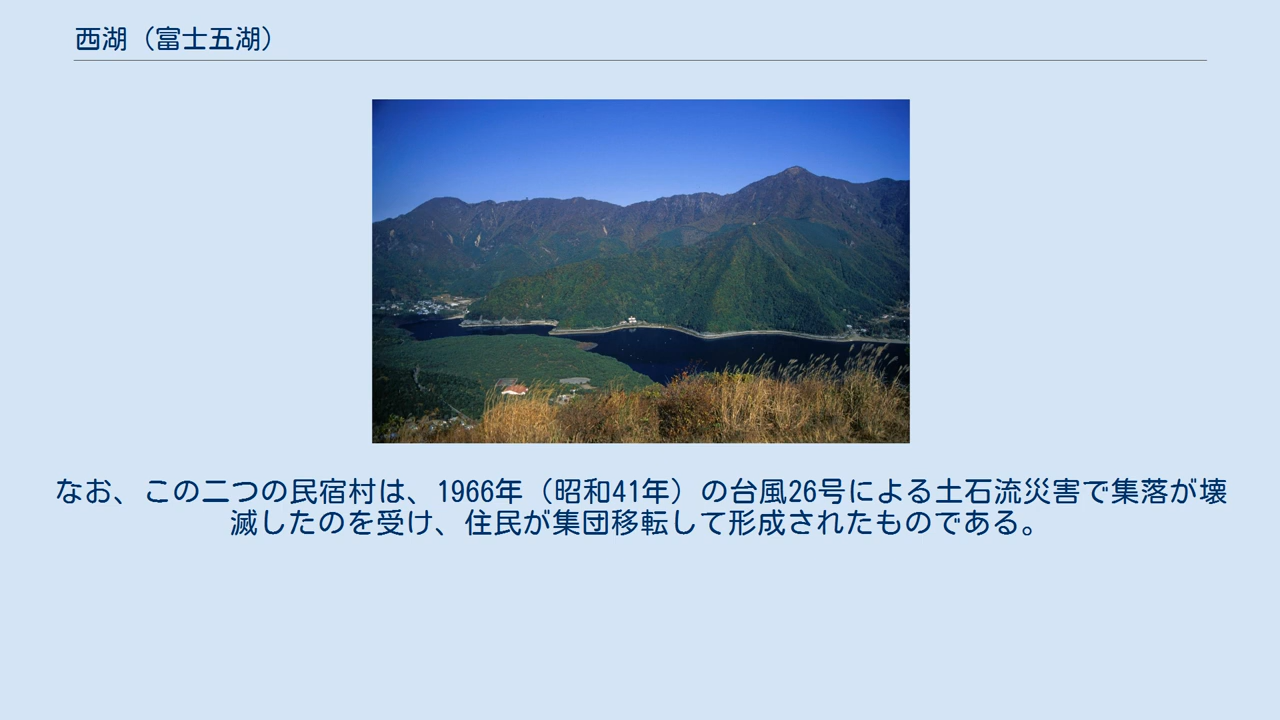 西湖（富士五湖）
なお、この二つの民宿村は、1966年（昭和41年）の台風26号による土石流災害で集落が壊
滅したのを受け、住民が集団移転して形成されたものである。